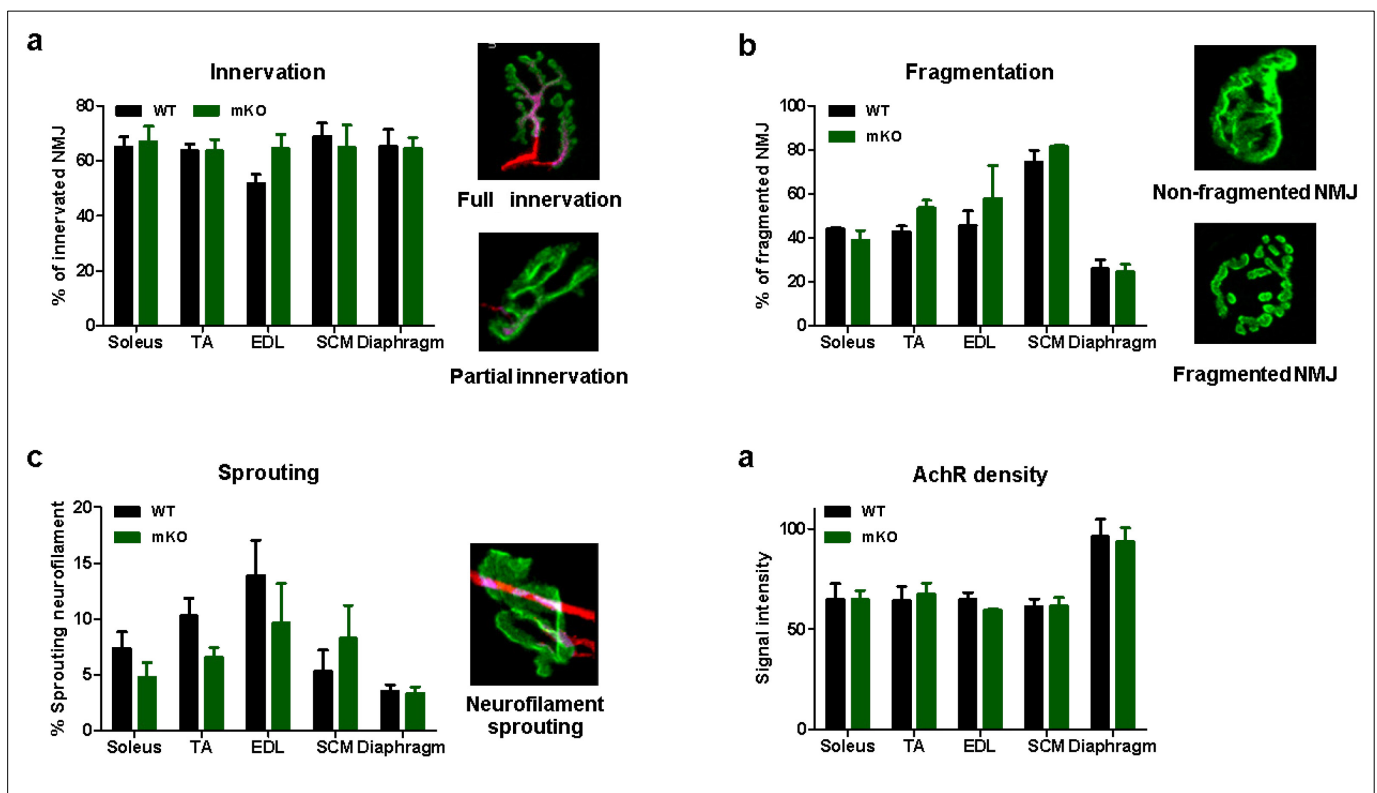 a
Innervation
WT mKO
% of innervated NMJ
80
60
40
20
0
Soleus TA EDL SCM Diaphragm
Full innervation
Partial innervation
b
Fragmentation
WT
mKO
% of fragmented NMJ
100
80
60
40
20
0
Soleus TA EDL SCM Diaphragm
Non-fragmented NMJ
Fragmented NMJ
c
Sprouting
WT
mKO
% Sprouting neurofilament
20
15
10
5
0
Soleus TA EDL SCM Diaphragm
Neurofilament
sprouting
a
AchR density
WT
mKO
Signal intensity
100
50
0
Soleus TA EDL SCM Diaphragm